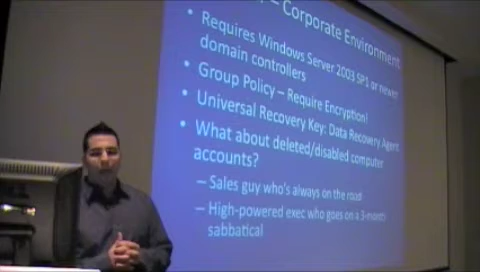 – Corporate Environment
• Requires Windows Server 2003 SP1 or newer
domain controllers
• Group Policy – Require Encryption!
• Universal Recovery Key: Data Recovery Agent
• What about deleted/disabled computer
accounts?
– Sales guy who's always on the road
– High-powered exec who goes on a 3-month
sabbatical